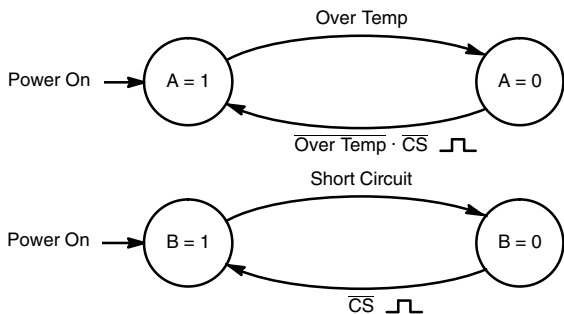 Over Temp
Power On
A = 1
A = 0
Over Temp · CS
Short Circuit
Power On
B = 1
B = 0
CS